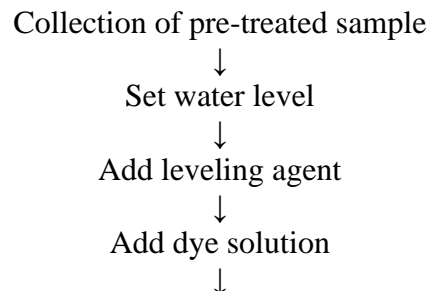 Collection of pre-treated sample
↓
Set water level
↓
Add leveling agent
↓
Add dye solution
↓